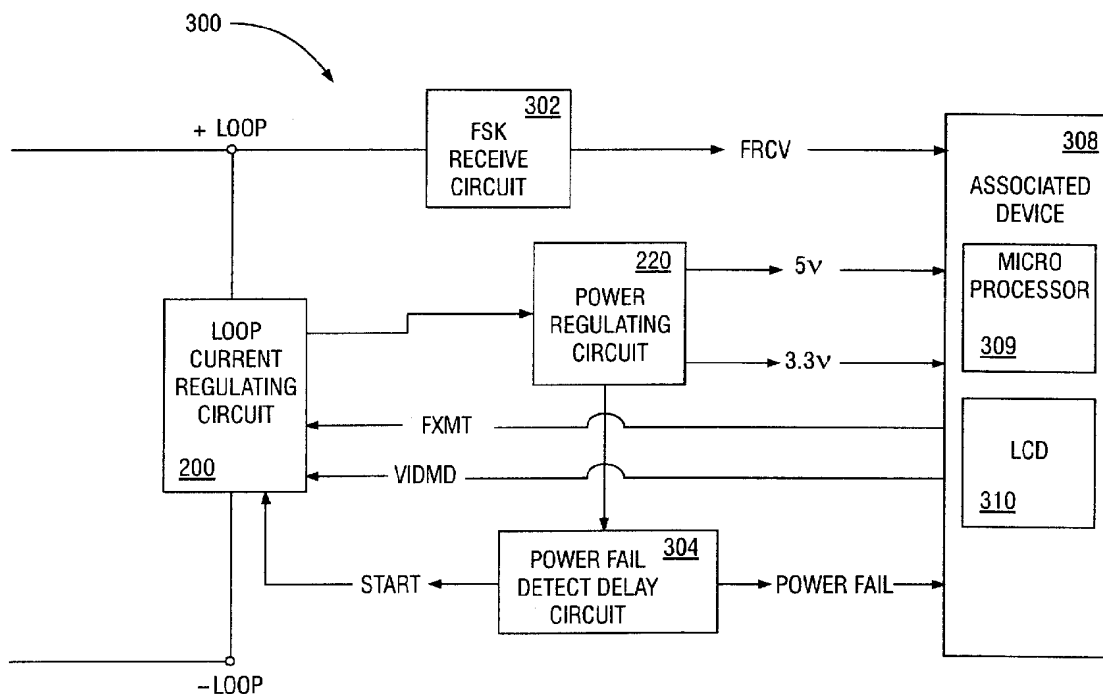 300
+ LOOP
302
FSK
RECEIVE
CIRCUIT
FRCV
308
ASSOCIATED
DEVICE
220
POWER
REGULATING
CIRCUIT
5v
3.3v
MICRO
PROCESSOR
309
LOOP
CURRENT
REGULATING
CIRCUIT
200
FXMT
VIDMD
LCD
310
304
POWER FAIL
DETECT DELAY
CIRCUIT
START
POWER FAIL
–LOOP